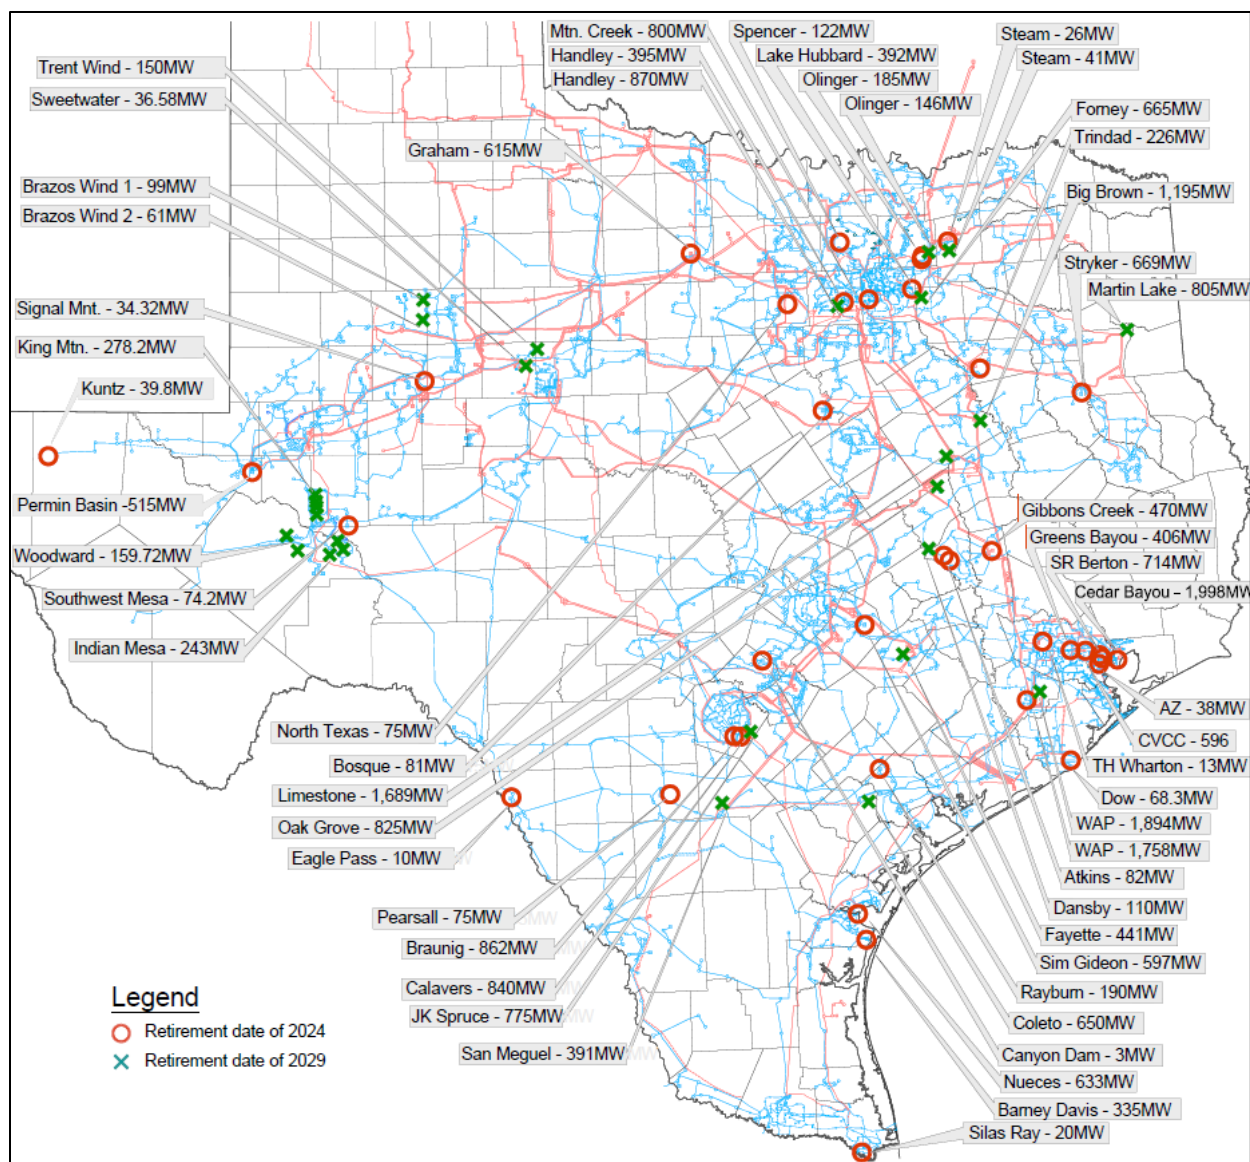 Mtn. Creek - 800MW
Spencer - 122MW
Steam - 26MW
Handley - 395MW
Lake Hubbard - 392MW
Steam - 41MW
Handley - 870MW
Olinger - 185MW
Olinger - 146MW
Forney - 665MW
Trindad - 226MW
Trent Wind - 150MW
Sweetwater - 36.58MW
Graham - 615MW
Brazos Wind 1 - 99MW
Brazos Wind 2 - 61MW
Big Brown - 1,195MW
Stryker - 669MW
Martin Lake - 805MW
Signal Mnt. - 34.32MW
King Mtn. - 278.2MW
Kuntz - 39.8MW
Permin Basin -515MW
Woodward - 159.72MW
Southwest Mesa - 74.2MW
Indian Mesa - 243MW
Gibbons Creek - 470MW
Greens Bayou - 406MW
SR Berton - 714MW
Cedar Bayou - 1,998MW
North Texas - 75MW
Bosque - 81MW
Limestone - 1,689MW
Oak Grove - 825MW
Eagle Pass - 10MW
AZ - 38MW
CVCC - 596
TH Wharton - 13MW
Dow - 68.3MW
WAP - 1,894MW
WAP - 1,758MW
Atkins - 82MW
Dansby - 110MW
Fayette - 441MW
Sim Gideon - 597MW
Rayburn - 190MW
Coleto - 650MW
Canyon Dam - 3MW
Nueces - 633MW
Barney Davis - 335MW
Silas Ray - 20MW
Pearsall - 75MW
Braunig - 862MW
Calavers - 840MW
JK Spruce - 775MW
San Meguel - 391MW
Legend
Retirement date of 2024
Retirement date of 2029